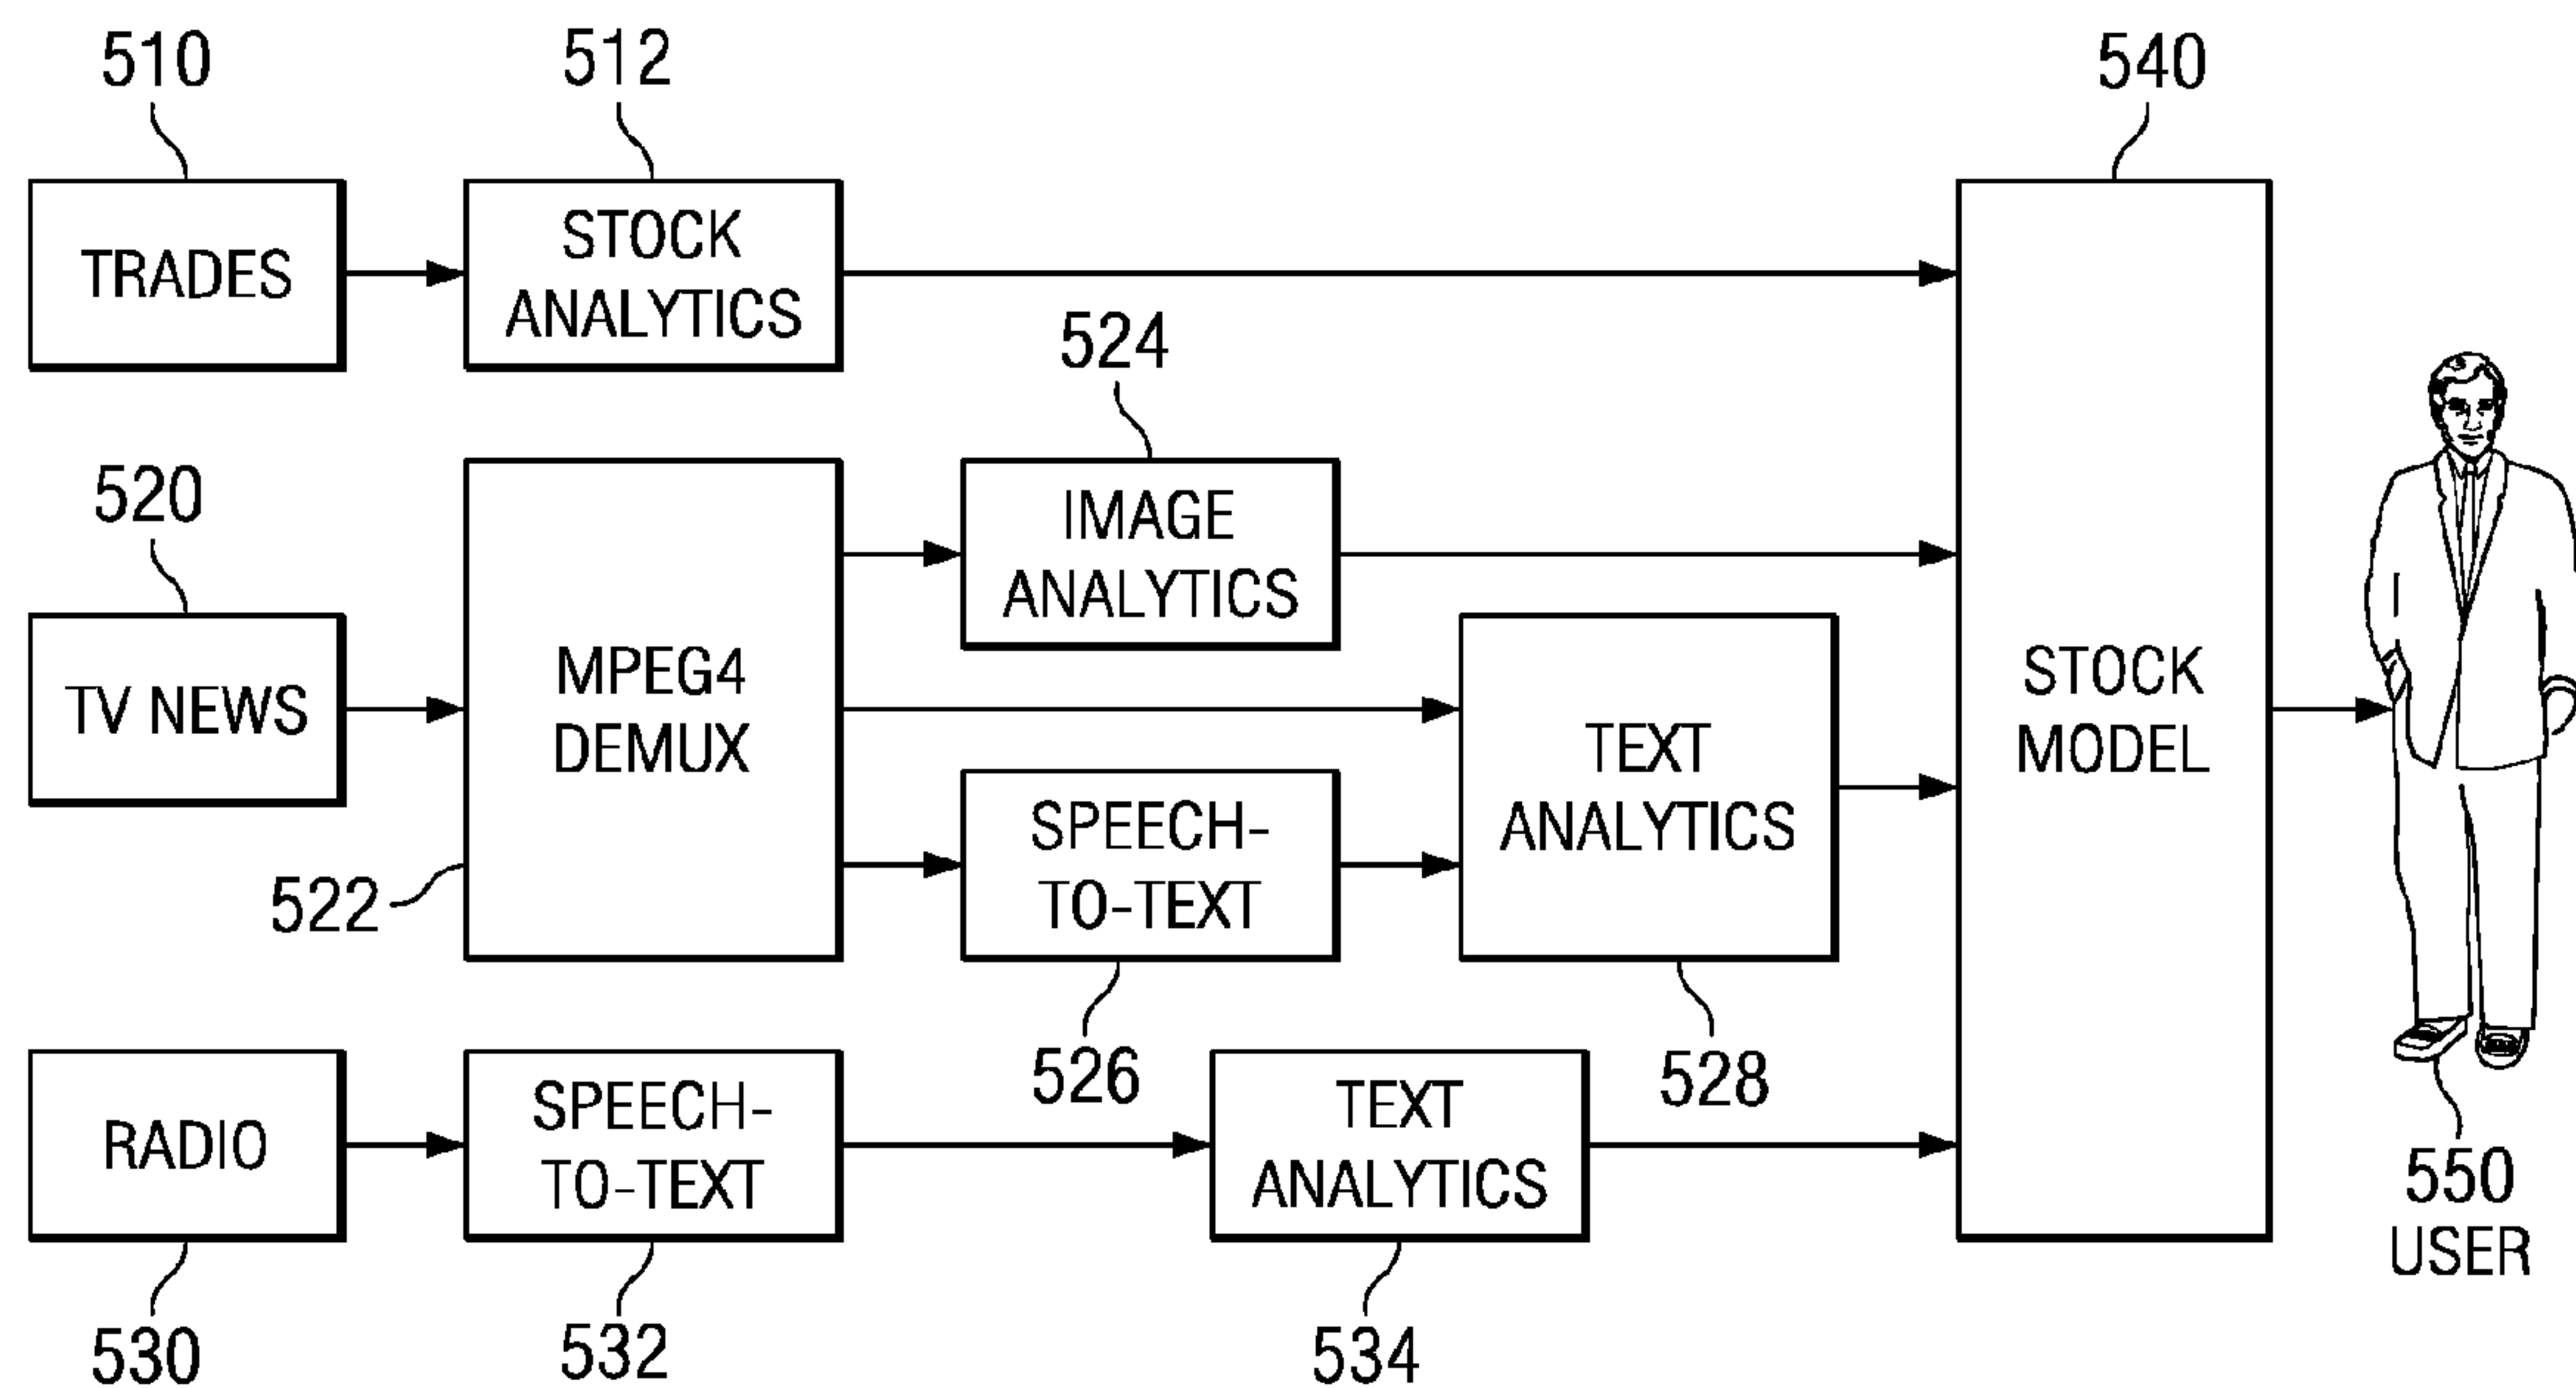 510
512
540
TRADES
STOCK
ANALYTICS
524
520
IMAGE
ANALYTICS
TV NEWS
MPEG4
DEMUX
522
SPEECH-
TO-TEXT
526
TEXT
ANALYTICS
528
STOCK
MODEL
RADIO
530
SPEECH-
TO-TEXT
532
TEXT
ANALYTICS
534
550
USER